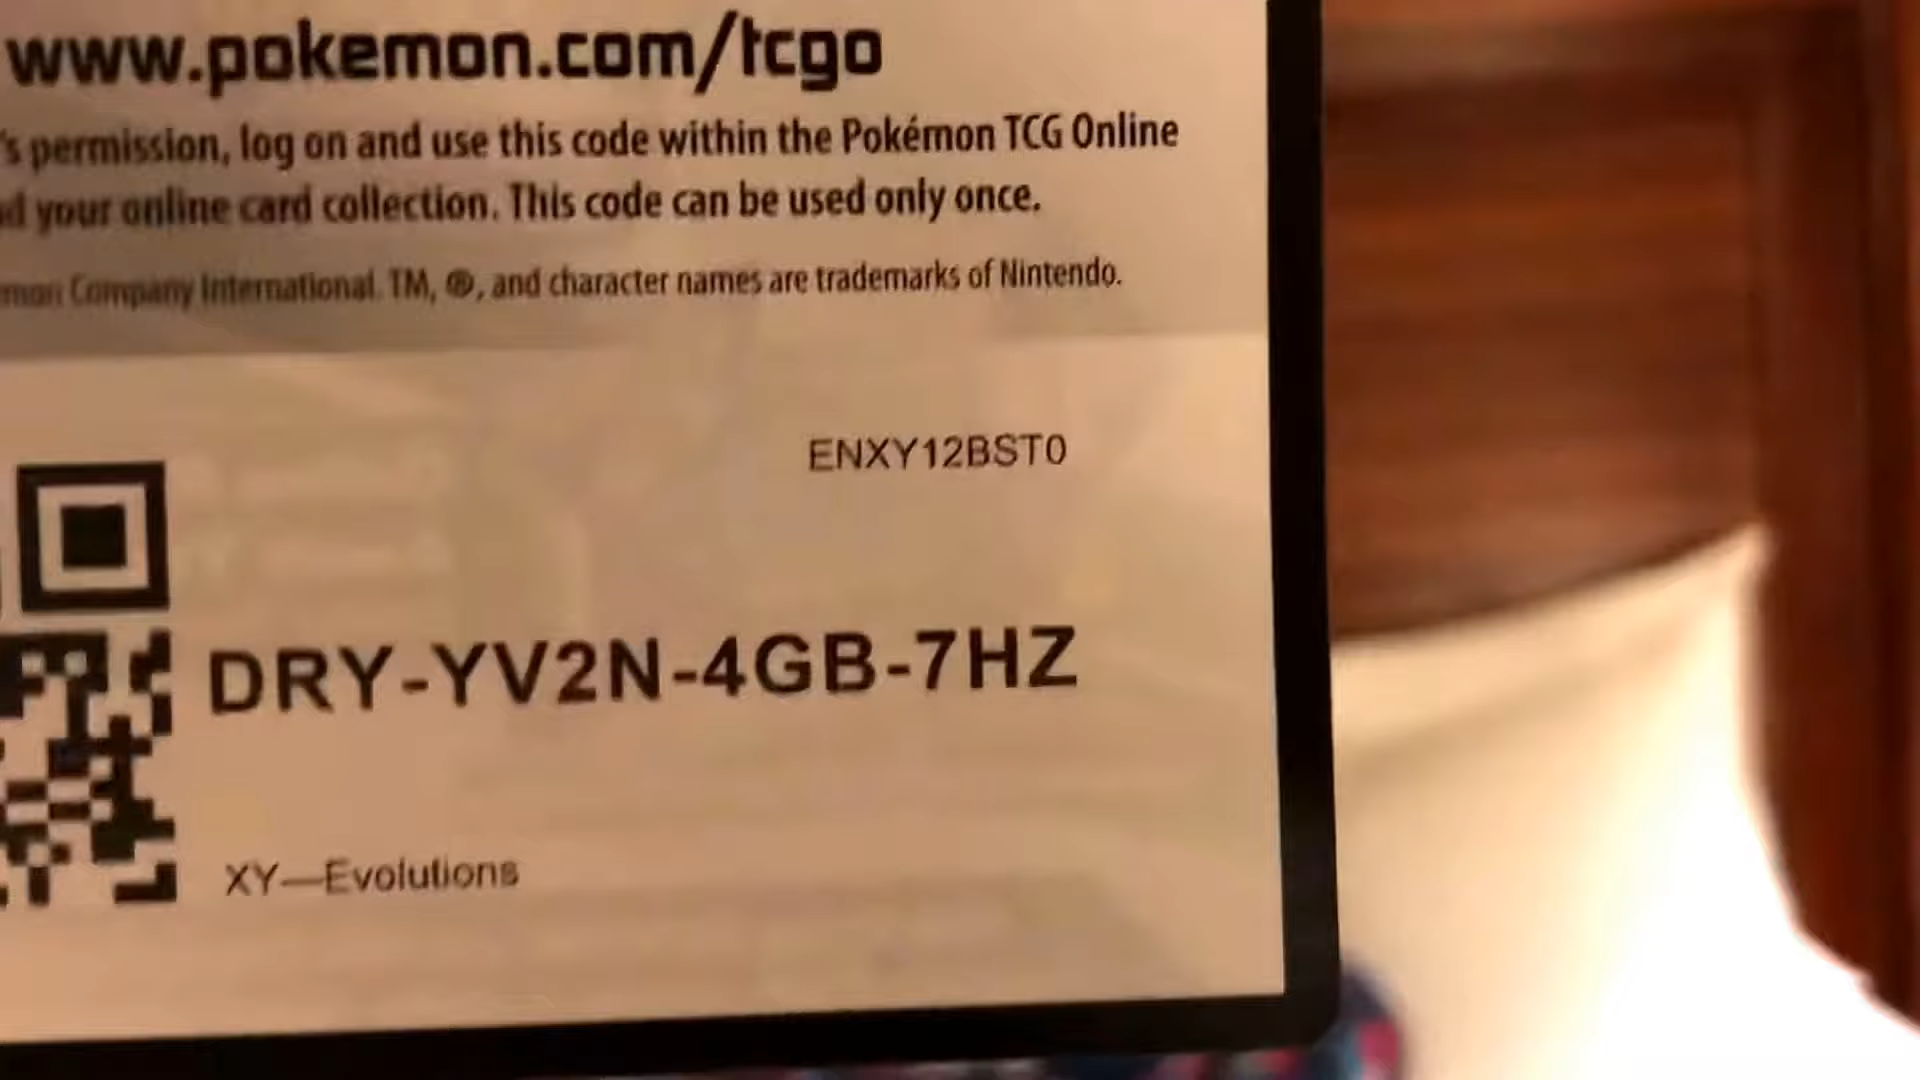 www.pokemon.com/tcgo
's permission, log on and use this code within the Pokémon TCG Online
d your online card collection. This code can be used only once.
mon Company International. TM, ®, and character names are trademarks of Nintendo.
ENXY12BST0
DRY-YV2N-4GB-7HZ
XY—Evolutions